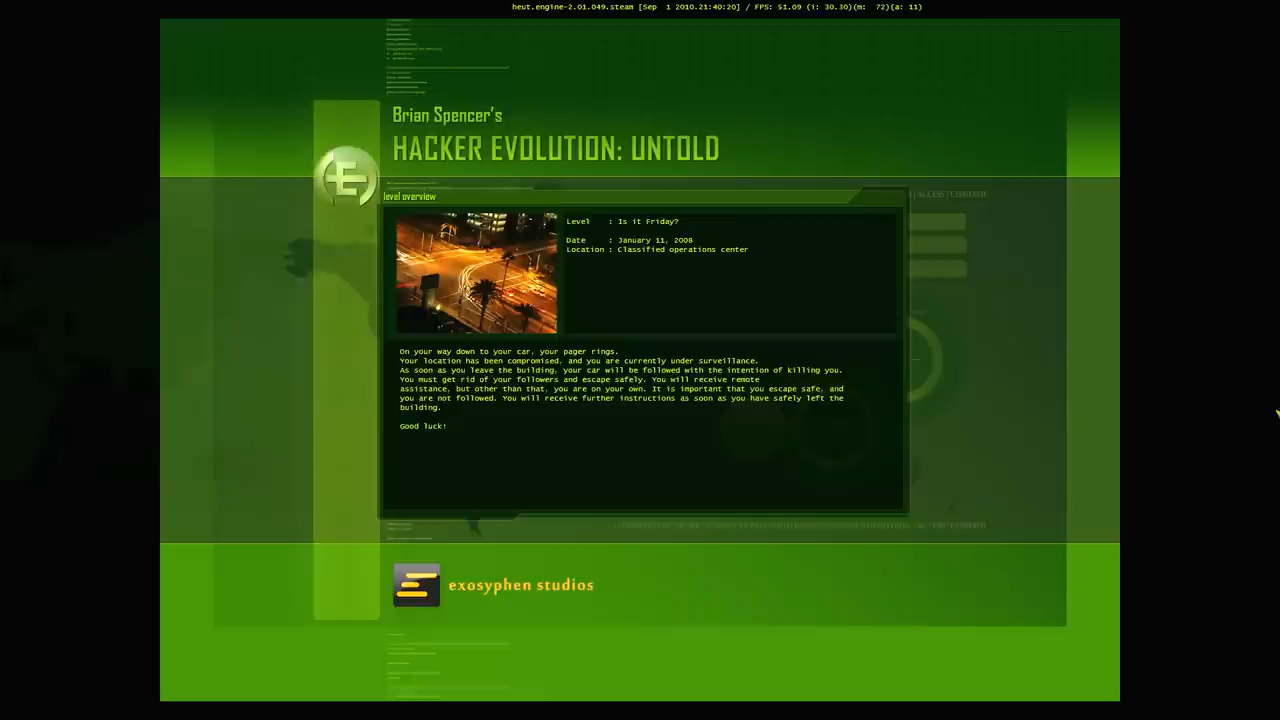 heut.engine-2.01.049.steam [Sep  1 2010.21:40:20] / FPS: 51.09 (i: 30.30)(m:  72)(a: 11)
Brian Spencer's
HACKER EVOLUTION: UNTOLD
level overview
| ACCESS | CONTROL
Level    : Is it Friday?
Date     : January 11, 2008
Location : Classified operations center
On your way down to your car, your pager rings.
Your location has been compromised, and you are currently under surveillance.
As soon as you leave the building, your car will be followed with the intention of killing you.
You must get rid of your followers and escape safely. You will receive remote
assistance, but other than that, you are on your own. It is important that you escape safe, and
you are not followed. You will receive further instructions as soon as you have safely left the
building.
Good luck!
exosyphen studios